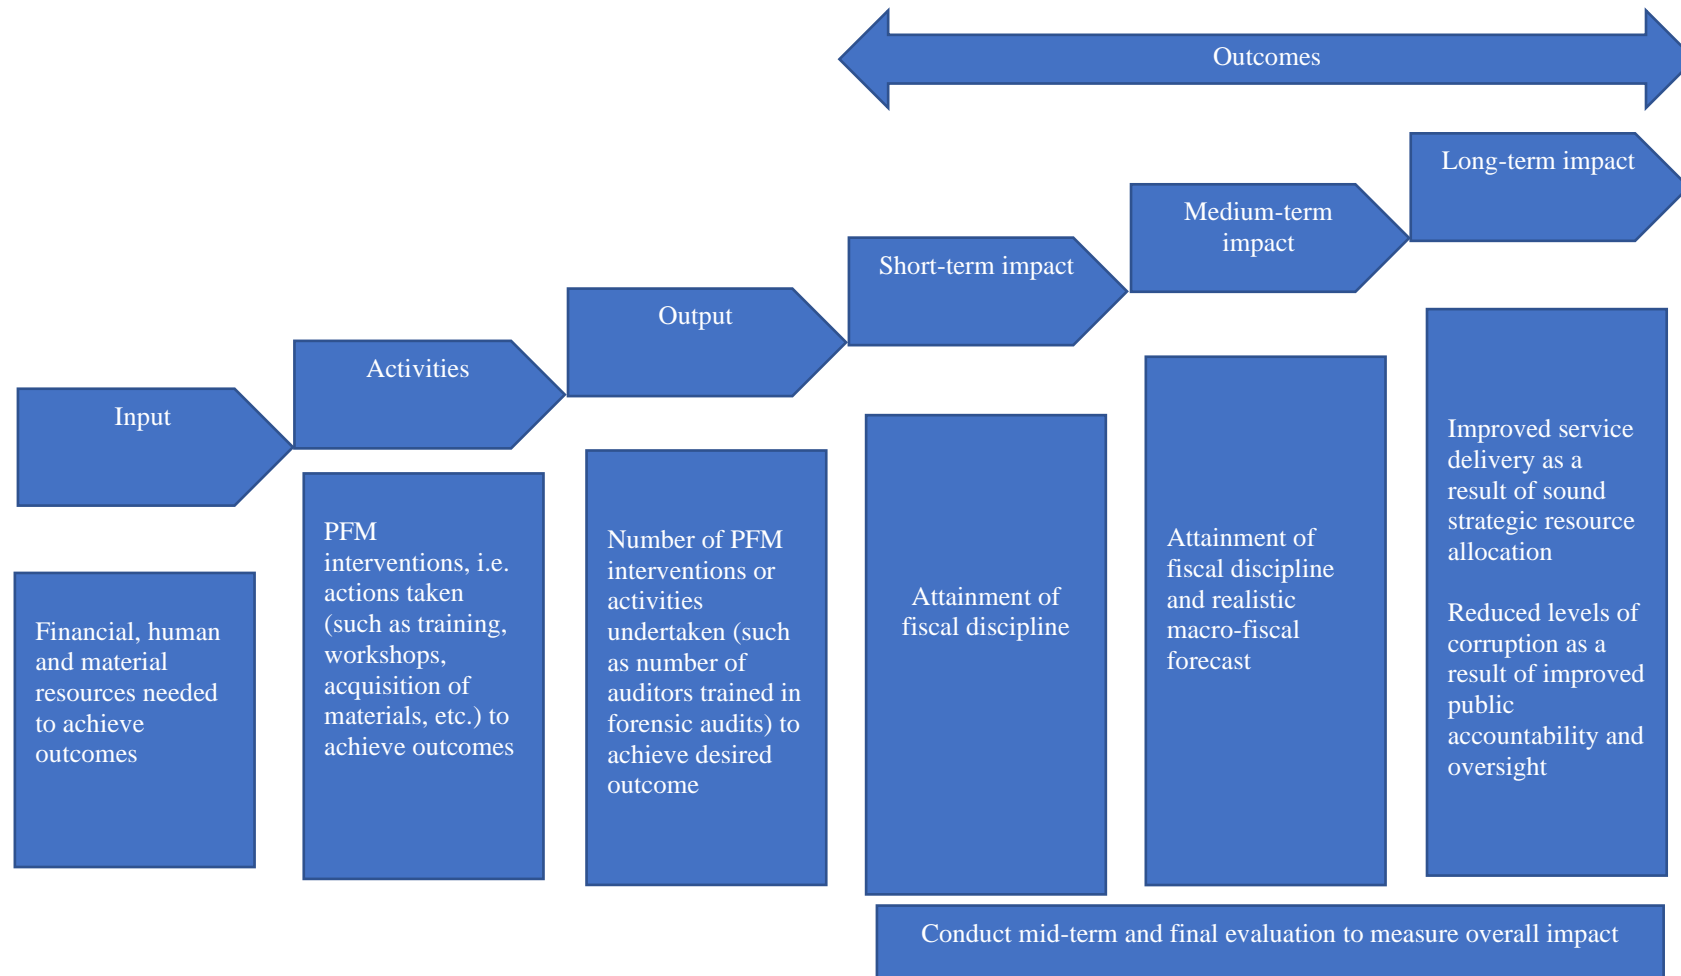 Outcomes
Long-term impact
Medium-term
impact
Short-term impact
Output
Activities
Input
Financial, human
and material
resources needed
to achieve
outcomes
PFM
interventions, i.e.
actions taken
(such as training,
workshops,
acquisition of
materials, etc.) to
achieve outcomes
Number of PFM
interventions or
activities
undertaken (such
as number of
auditors trained in
forensic audits) to
achieve desired
outcome
Attainment of
fiscal discipline
Attainment of
fiscal discipline
and realistic
macro-fiscal
forecast
Improved service
delivery as a
result of sound
strategic resource
allocation
Reduced levels of
corruption as a
result of improved
public
accountability and
oversight
Conduct mid-term and final evaluation to measure overall impact